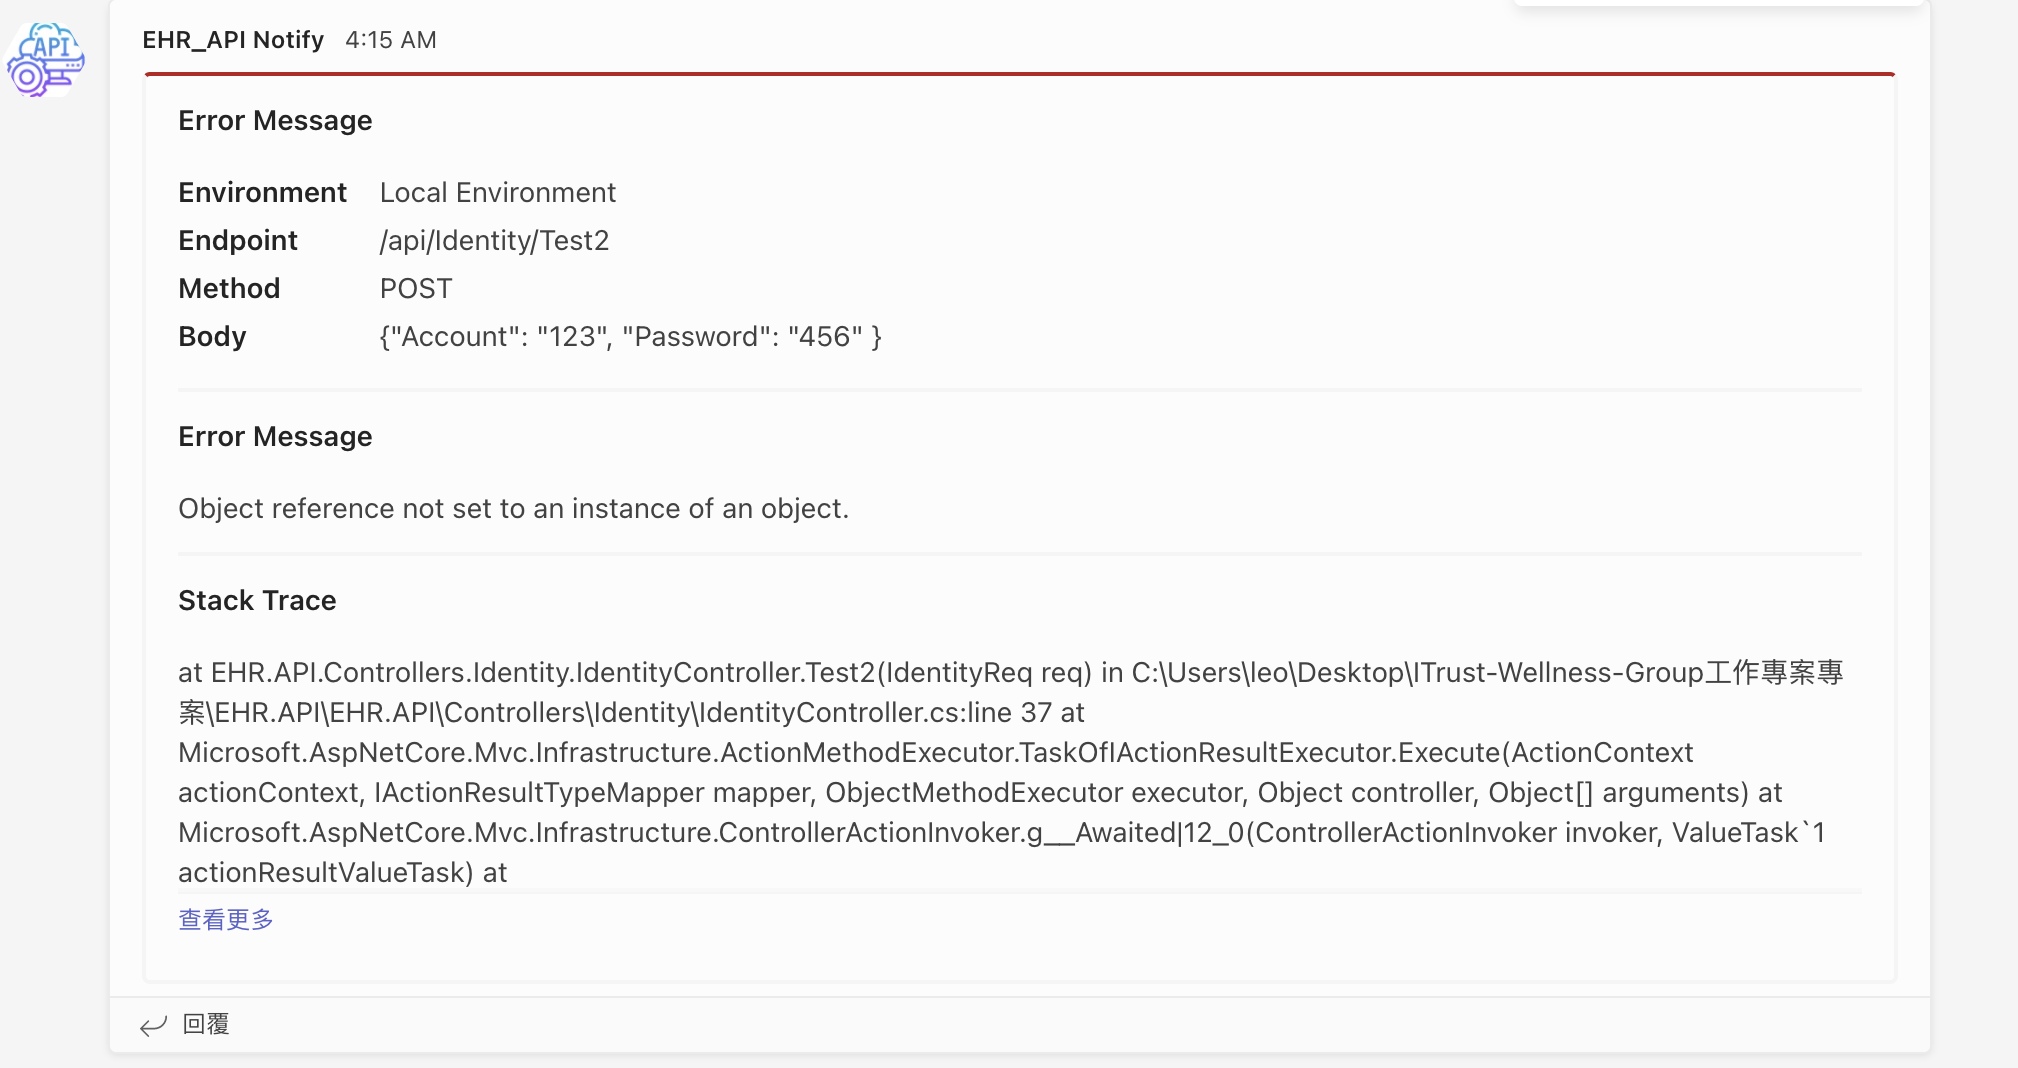 API
EHR_API Notify 4:15 AM
Error Message
Environment Local Environment
Endpoint /api/Identity/Test2
Method POST
Body {"Account": "123", "Password": "456" }
Error Message
Object reference not set to an instance of an object.
Stack Trace
at EHR.API.Controllers.Identity.IdentityController.Test2(IdentityReq req) in C:\Users\leo\Desktop\ITrust-Wellness-Group工作專案專
案\EHR.API\EHR.API\Controllers\Identity\IdentityController.cs:line 37 at
Microsoft.AspNetCore.Mvc.Infrastructure.ActionMethodExecutor.TaskOfIActionResultExecutor.Execute(ActionContext
actionContext, IActionResultTypeMapper mapper, ObjectMethodExecutor executor, Object controller, Object[] arguments) at
Microsoft.AspNetCore.Mvc.Infrastructure.ControllerActionInvoker.g__Awaited|12_0(ControllerActionInvoker invoker, ValueTask`1
actionResultValueTask) at
查看更多
回覆